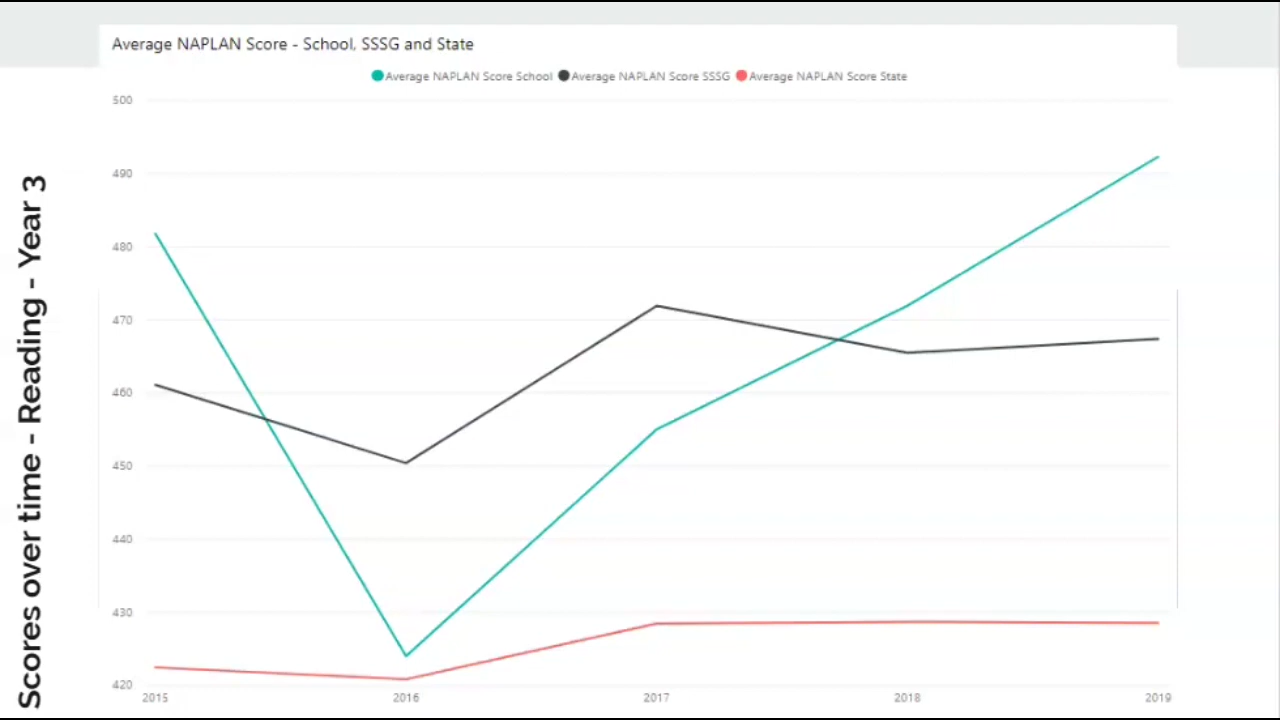 Average NAPLAN Score - School, SSSG and State
Average NAPLAN Score School Average NAPLAN Score SSSG Average NAPLAN Score State
500
490
480
470
460
450
440
430
420
2015 2016 2017 2018 2019
Scores over time - Reading - Year 3